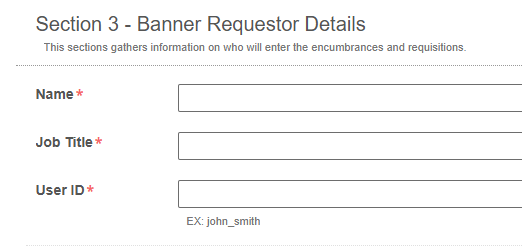 Section 3 - Banner Requestor Details
This sections gathers information on who will enter the encumbrances and requisitions.
Name*
Job Title*
User ID*
EX: john_smith